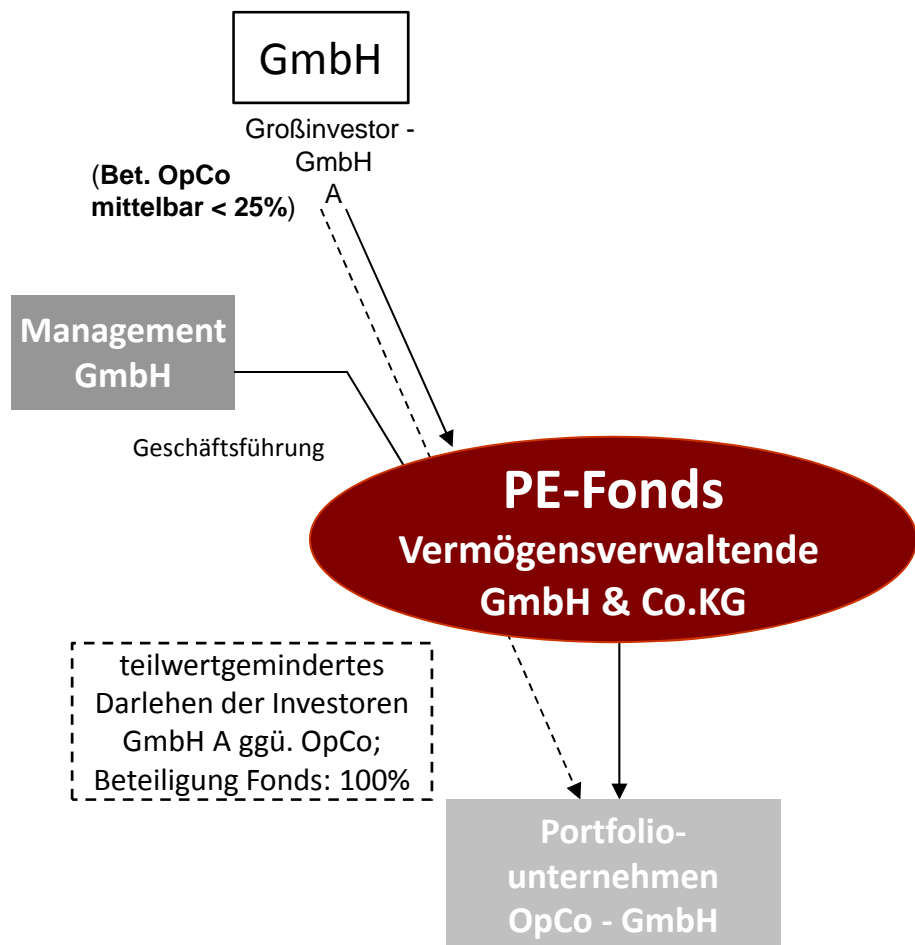 GmbH
Großinvestor -
GmbH
A
(Bet. OpCo
mittelbar < 25%)
Management
GmbH
Geschäftsführung
PE-Fonds
Vermögensverwaltende
GmbH & Co.KG
teilwertgemindertes
Darlehen der Investoren
GmbH A ggü. OpCo;
Beteiligung Fonds: 100%
Portfolio-
unternehmen
OpCo - GmbH